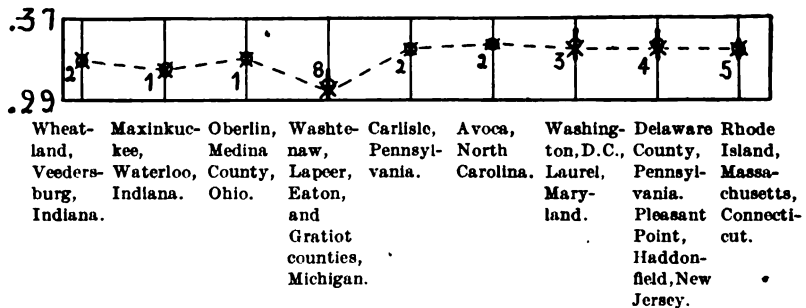 .37
2
1
1
8
2
2
3
4
5
.99
Wheat-
land,
Veeders-
burg,
Indiana.
Maxinkuc-
kee,
Waterloo,
Indiana.
Oberlin,
Medina
County,
Ohio.
Washte-
naw,
Lapeer,
Eaton,
and
Gratiot
counties,
Michigan.
Carlisle,
Pennsyl-
vania.
Avoca,
North
Carolina.
Washing-
ton, D.C.,
Laurel,
Mary-
land.
Delaware
County,
Pennsyl-
vania.
Pleasant
Point,
Haddon-
field, New
Jersey.
Rhode
Island,
Massa-
chusetts,
Connecti-
cut.